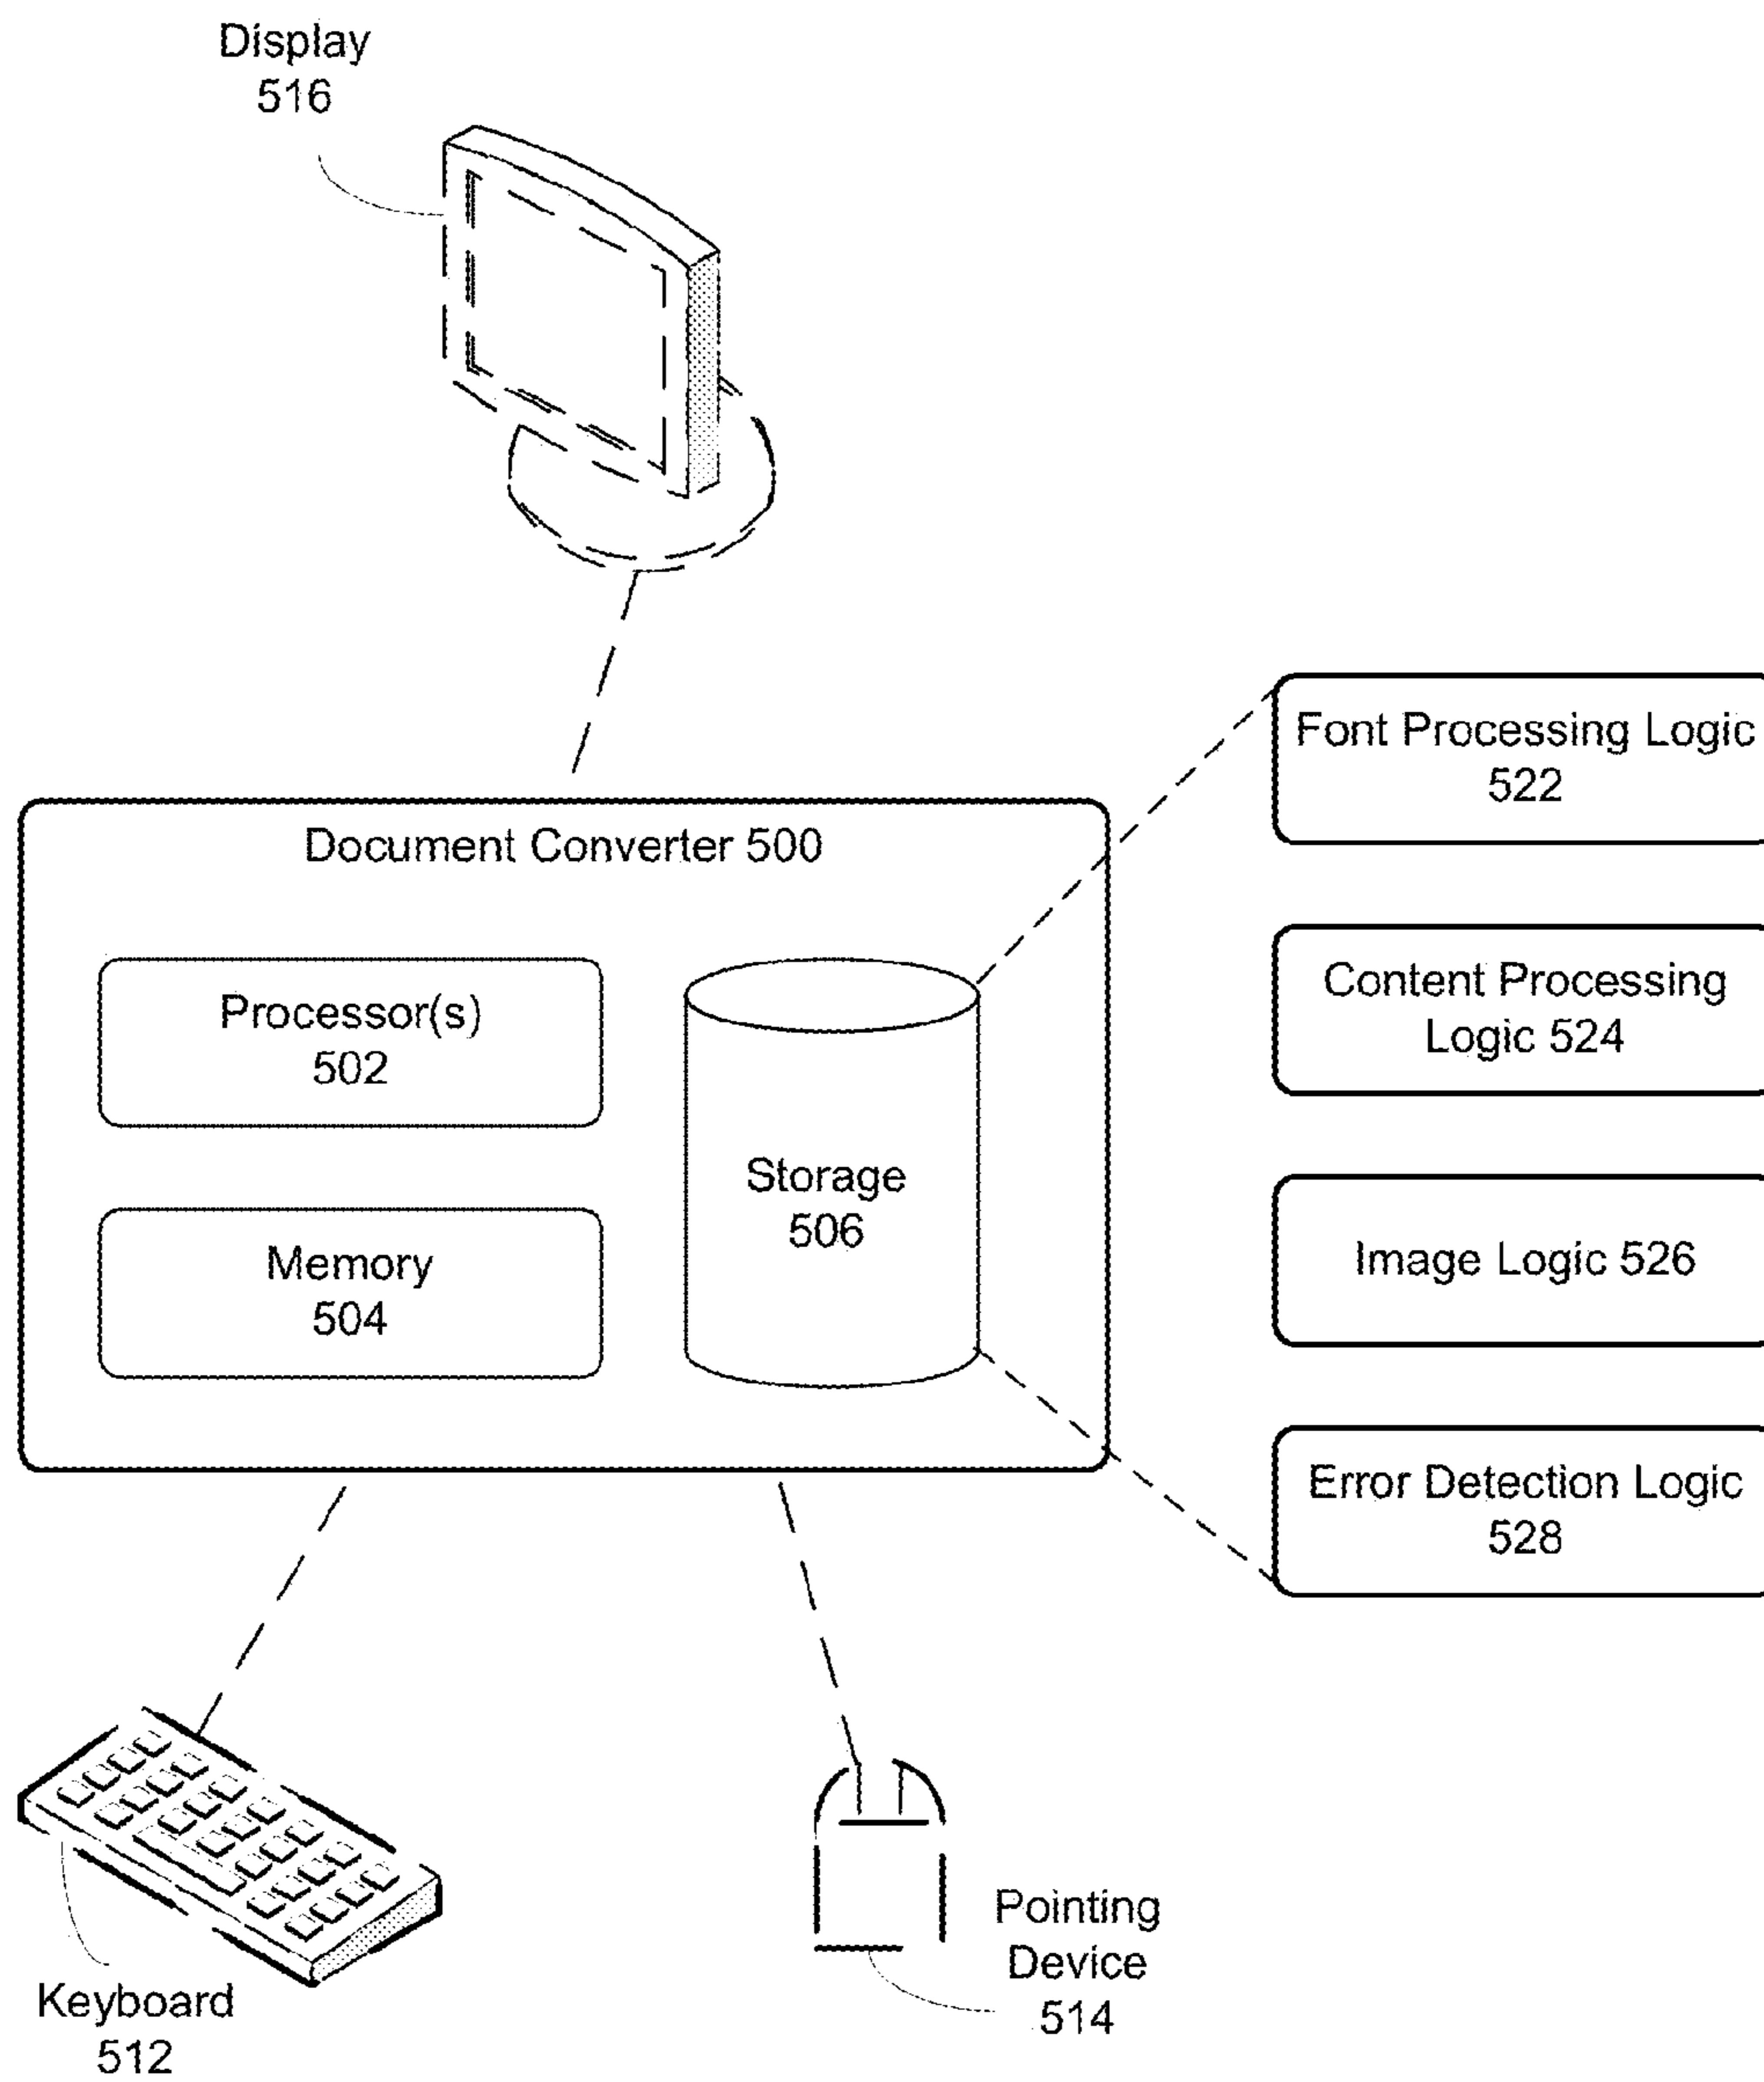 Display
516
Font Processing Logic
522
Document Converter 500
Processor(s)
502
Content Processing
Logic 524
Storage
506
Memory
504
Image Logic 526
Error Detection Logic
528
Keyboard
512
Pointing
Device
514